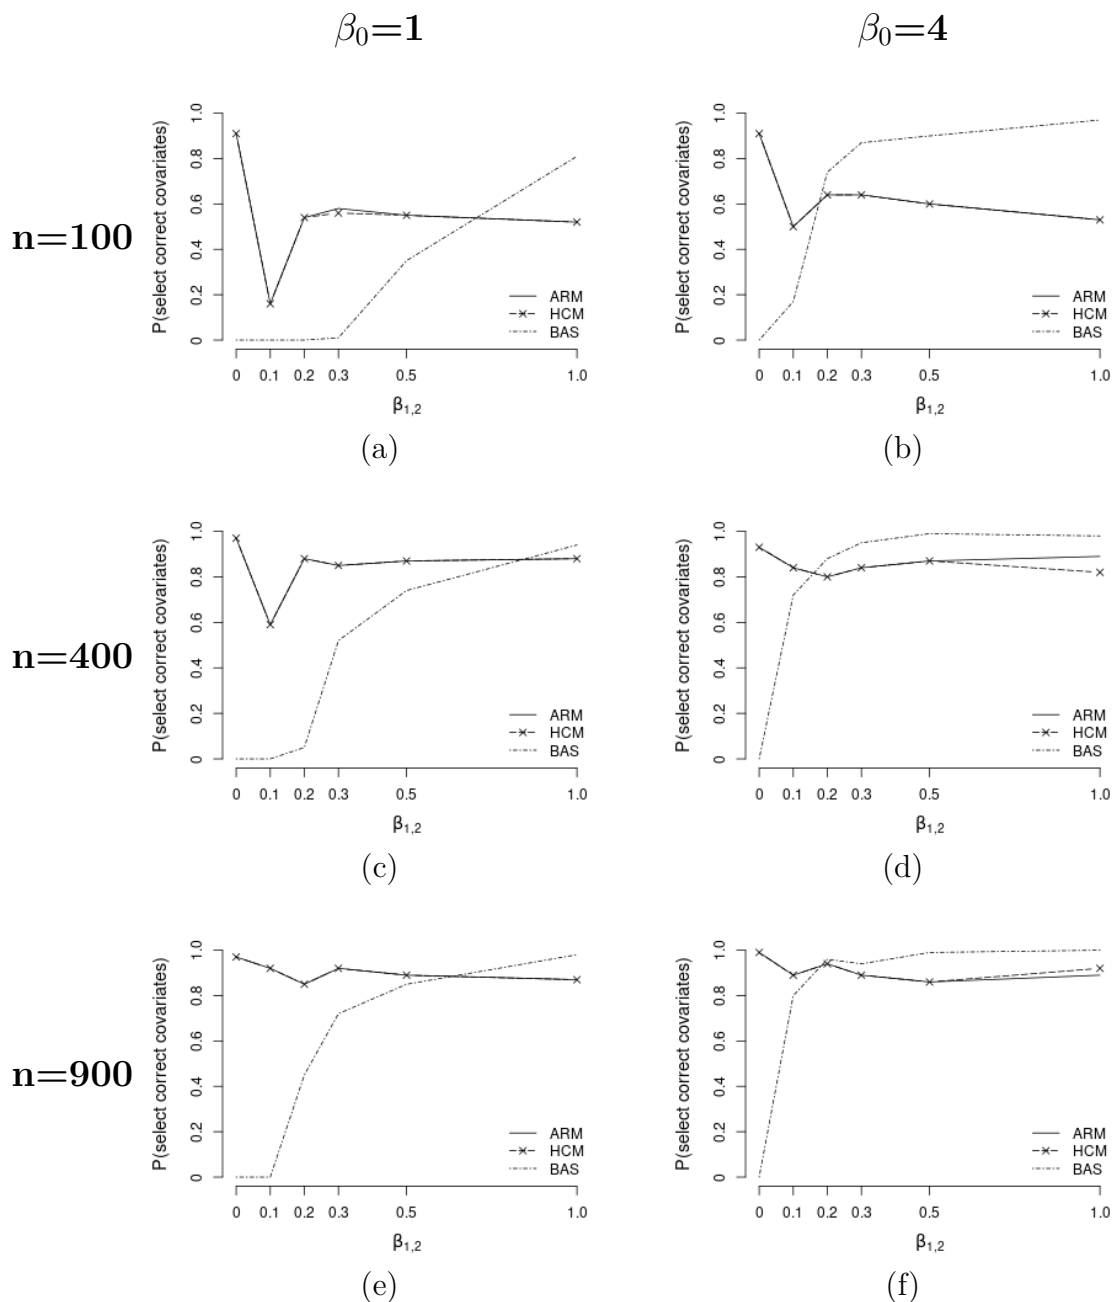 β₀=1
β₀=4
n=100
P(select correct covariates)
0 0.2 0.4 0.6 0.8 1.0
ARM
HCM
BAS
0 0.1 0.2 0.3 0.5 1.0
β₁,₂
(a)
P(select correct covariates)
0 0.2 0.4 0.6 0.8 1.0
ARM
HCM
BAS
0 0.1 0.2 0.3 0.5 1.0
β₁,₂
(b)
n=400
P(select correct covariates)
0 0.2 0.4 0.6 0.8 1.0
ARM
HCM
BAS
0 0.1 0.2 0.3 0.5 1.0
β₁,₂
(c)
P(select correct covariates)
0 0.2 0.4 0.6 0.8 1.0
ARM
HCM
BAS
0 0.1 0.2 0.3 0.5 1.0
β₁,₂
(d)
n=900
P(select correct covariates)
0 0.2 0.4 0.6 0.8 1.0
ARM
HCM
BAS
0 0.1 0.2 0.3 0.5 1.0
β₁,₂
(e)
P(select correct covariates)
0 0.2 0.4 0.6 0.8 1.0
ARM
HCM
BAS
0 0.1 0.2 0.3 0.5 1.0
β₁,₂
(f)